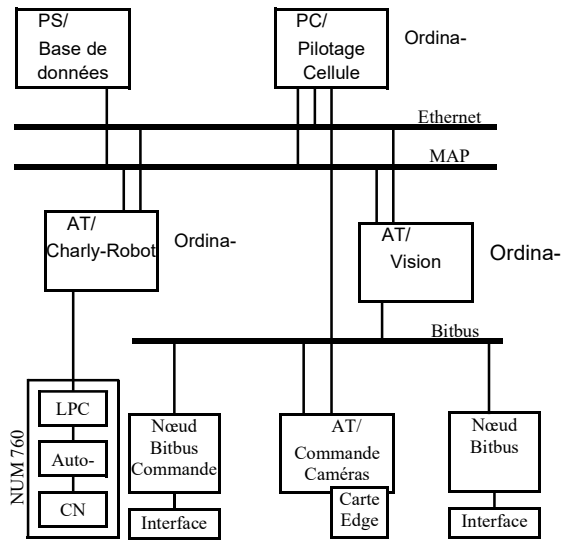 PS/
Base de
données
PC/
Pilotage
Cellule
Ordina-
Ethernet
MAP
AT/
Charly-Robot
Ordina-
AT/
Vision
Ordina-
Bitbus
NUM 760
LPC
Auto-
CN
Nœud
Bitbus
Commande
Interface
AT/
Commande
Caméras
Carte
Edge
Nœud
Bitbus
Interface